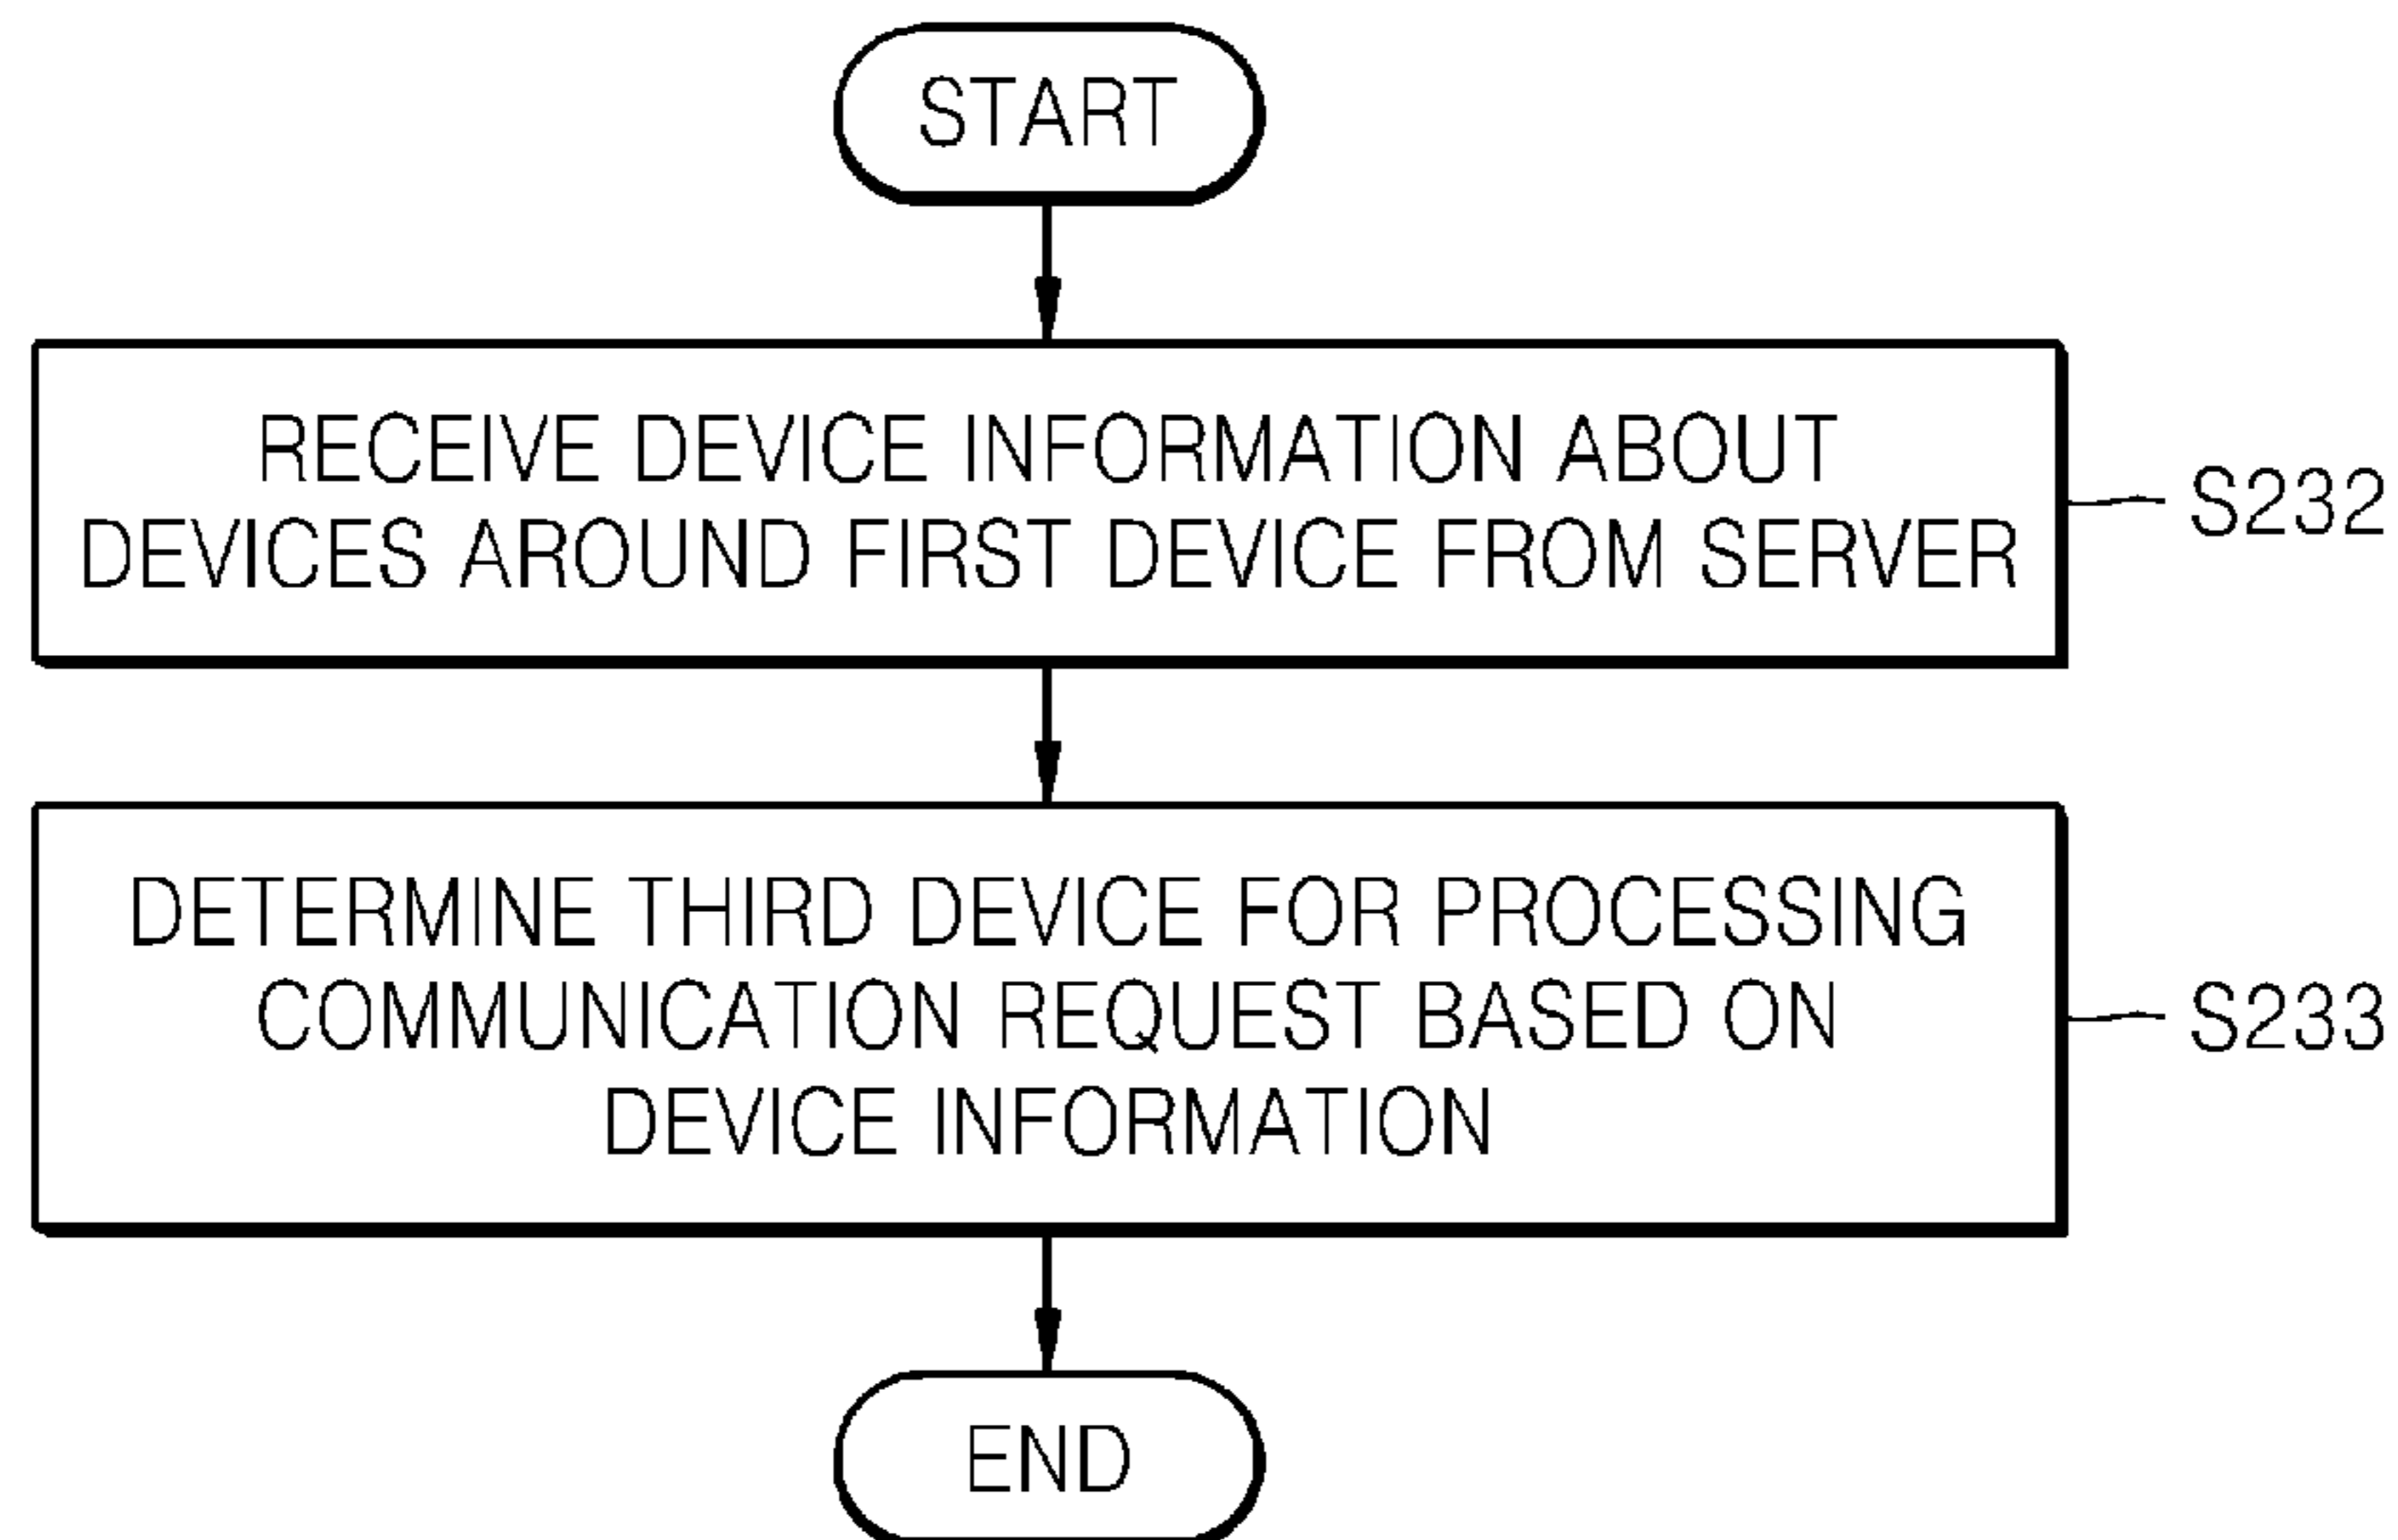 START
RECEIVE DEVICE INFORMATION ABOUT
DEVICES AROUND FIRST DEVICE FROM SERVER
S232
DETERMINE THIRD DEVICE FOR PROCESSING
COMMUNICATION REQUEST BASED ON
DEVICE INFORMATION
S233
END